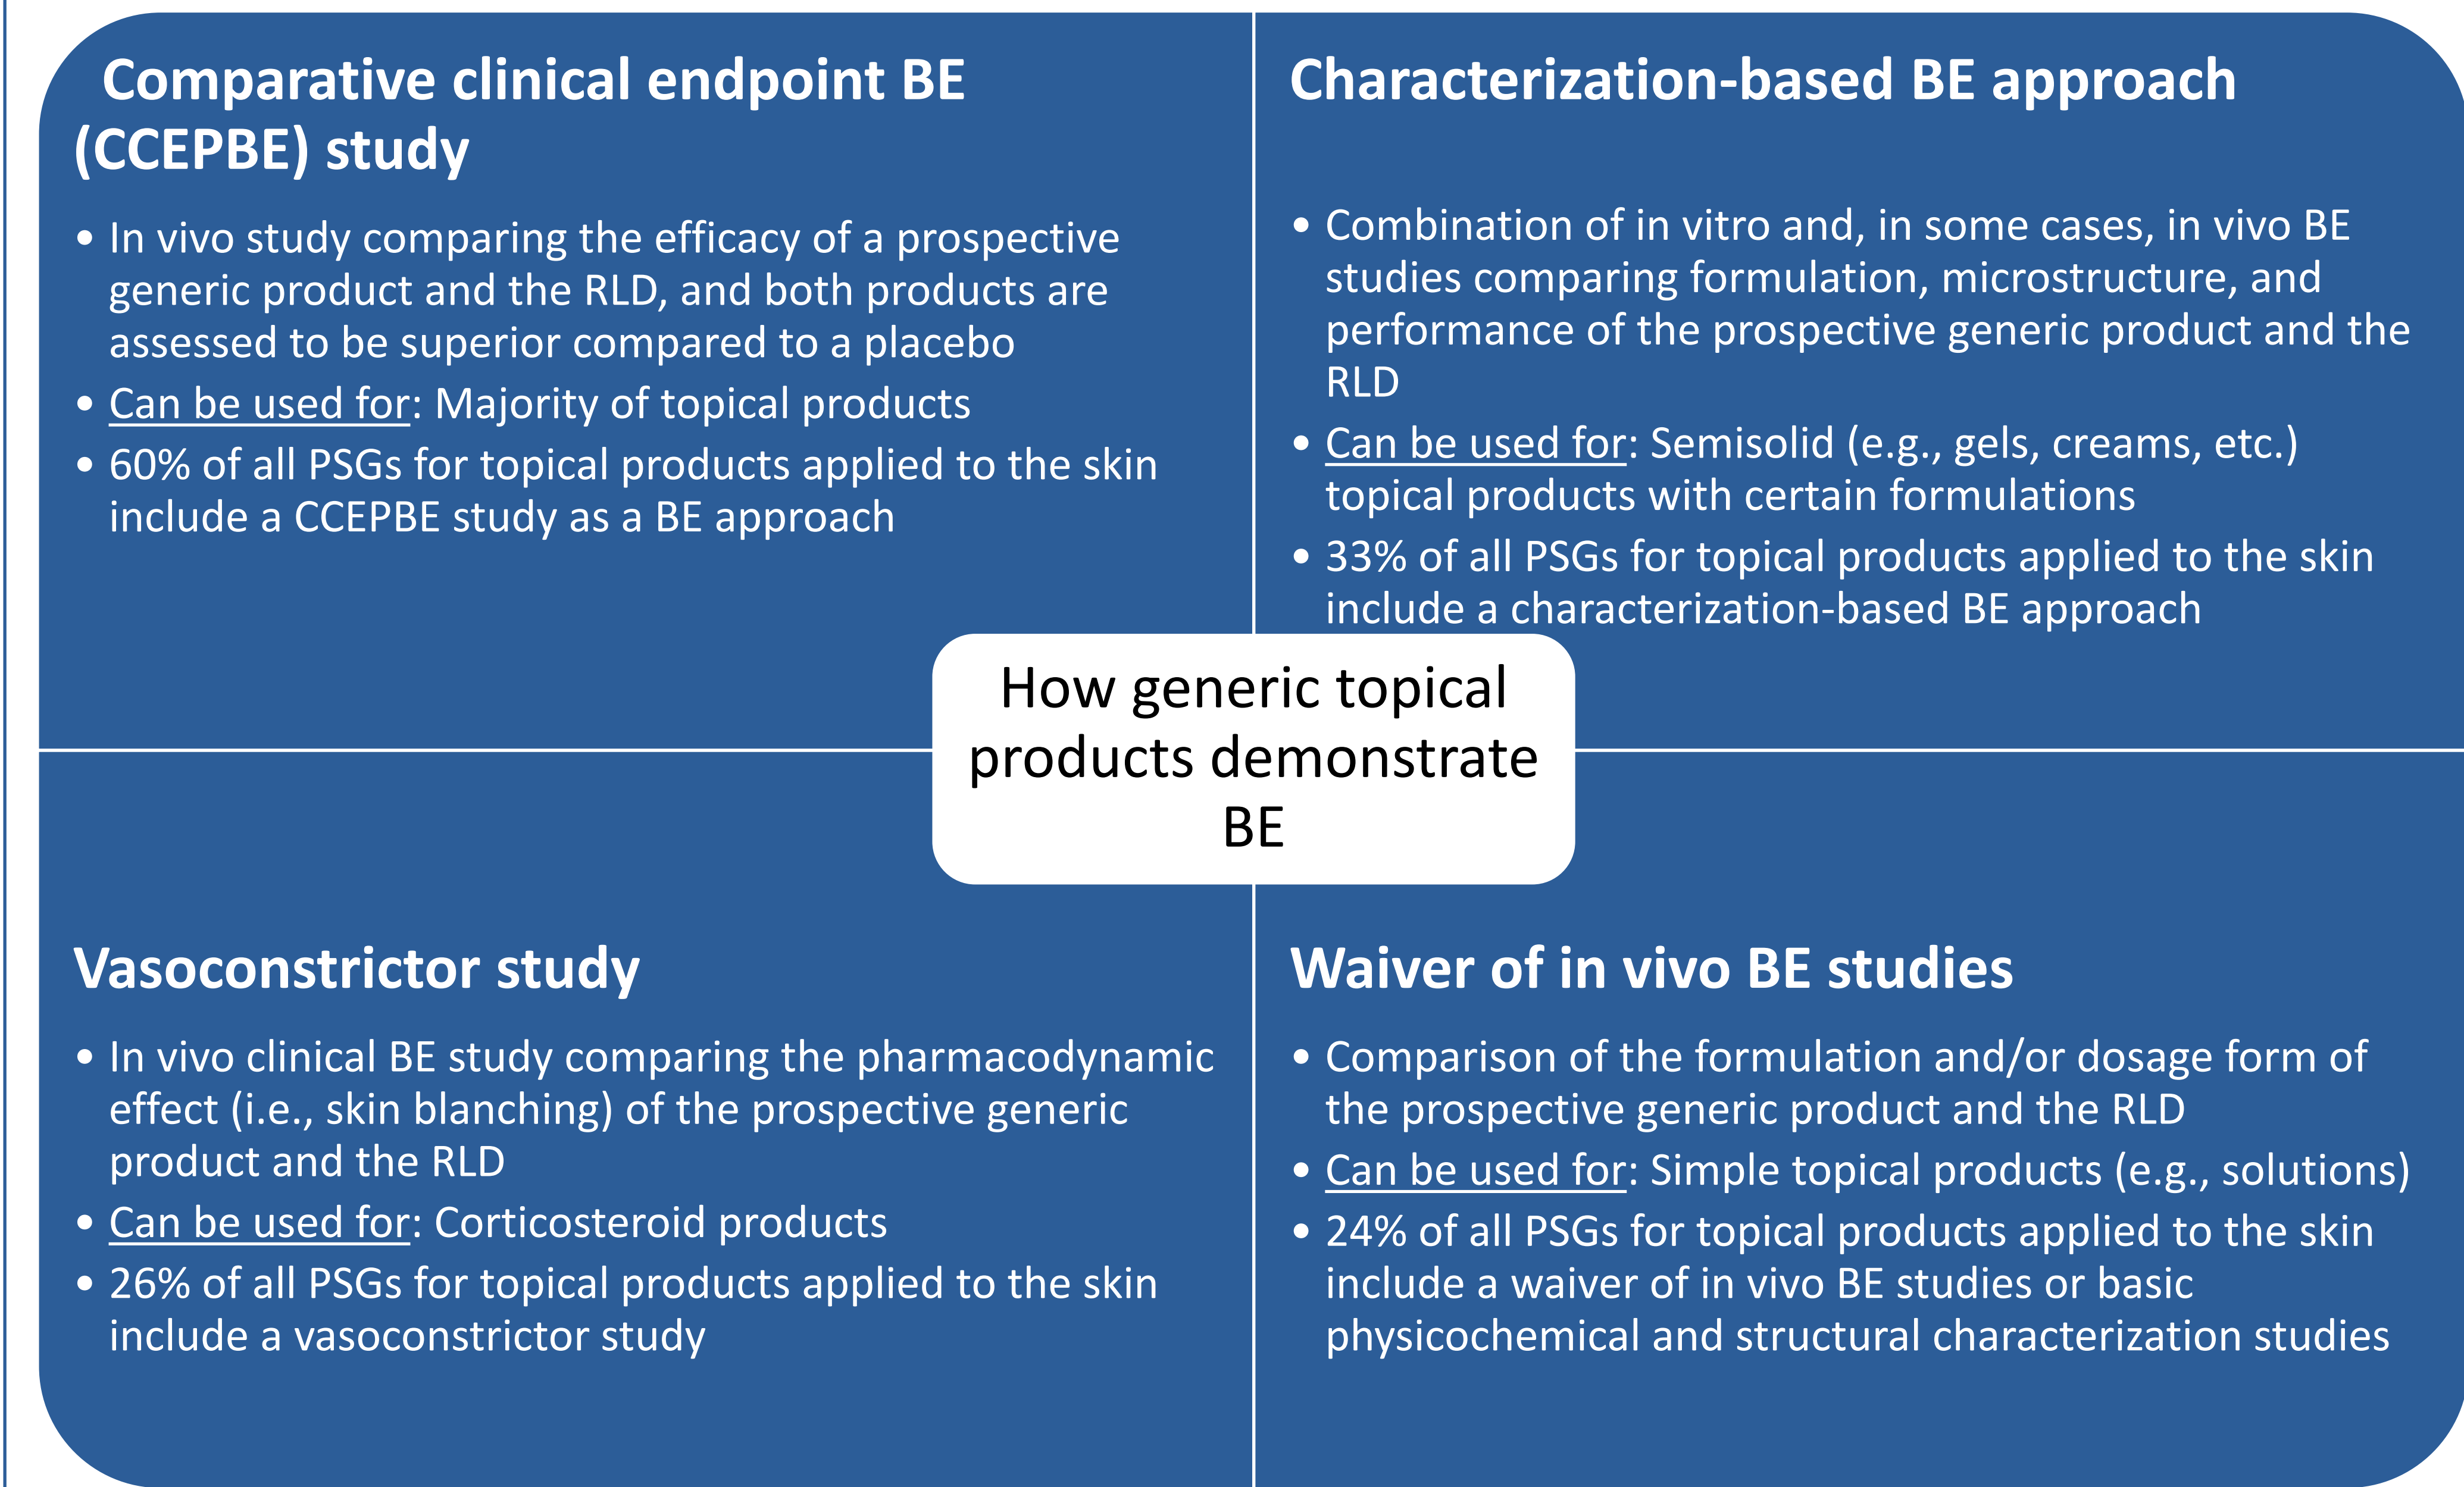 Comparative clinical endpoint BE
(CCEPBE) study
• In vivo study comparing the efficacy of a prospective
generic product and the RLD, and both products are
assessed to be superior compared to a placebo
• Can be used for: Majority of topical products
• 60% of all PSGs for topical products applied to the skin
include a CCEPBE study as a BE approach
Characterization-based BE approach
• Combination of in vitro and, in some cases, in vivo BE
studies comparing formulation, microstructure, and
performance of the prospective generic product and the
RLD
• Can be used for: Semisolid (e.g., gels, creams, etc.)
topical products with certain formulations
• 33% of all PSGs for topical products applied to the skin
include a characterization-based BE approach
How generic topical
products demonstrate
BE
Vasoconstrictor study
• In vivo clinical BE study comparing the pharmacodynamic
effect (i.e., skin blanching) of the prospective generic
product and the RLD
• Can be used for: Corticosteroid products
• 26% of all PSGs for topical products applied to the skin
include a vasoconstrictor study
Waiver of in vivo BE studies
• Comparison of the formulation and/or dosage form of
the prospective generic product and the RLD
• Can be used for: Simple topical products (e.g., solutions)
• 24% of all PSGs for topical products applied to the skin
include a waiver of in vivo BE studies or basic
physicochemical and structural characterization studies